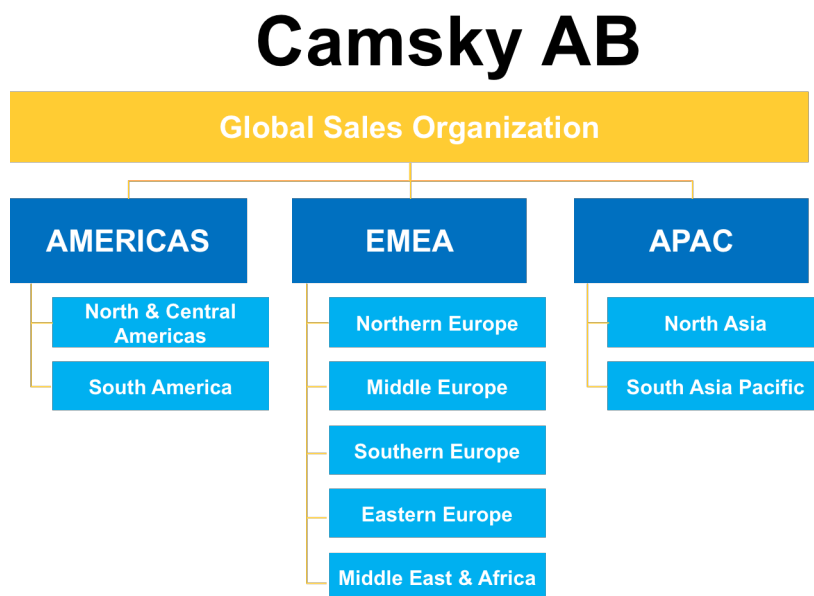 Camsky AB
Global Sales Organization
AMERICAS
North & Central
Americas
South America
EMEA
Northern Europe
Middle Europe
Southern Europe
Eastern Europe
Middle East & Africa
APAC
North Asia
South Asia Pacific